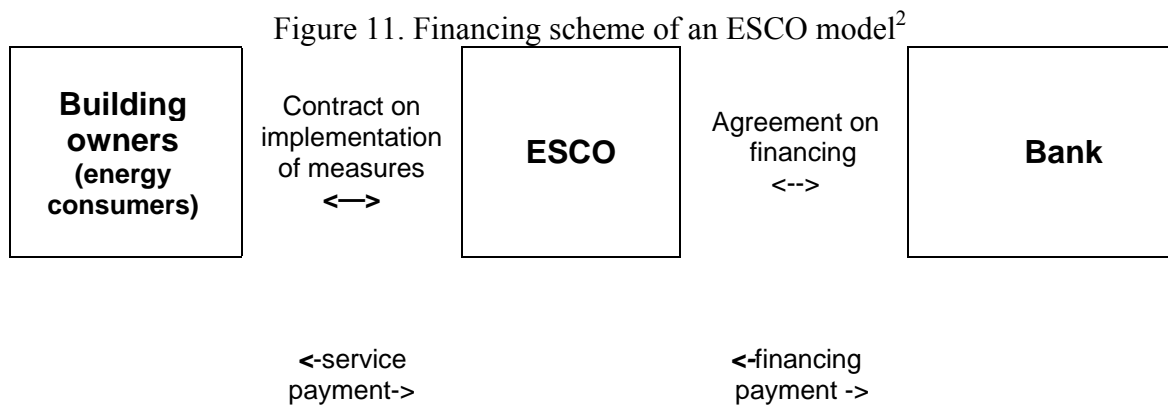 Figure 11. Financing scheme of an ESCO model²
Building
owners
(energy
consumers)
Contract on
implementation
of measures
<—>
ESCO
Agreement on
financing
<-->
Bank
<-service
payment->
<-financing
payment ->